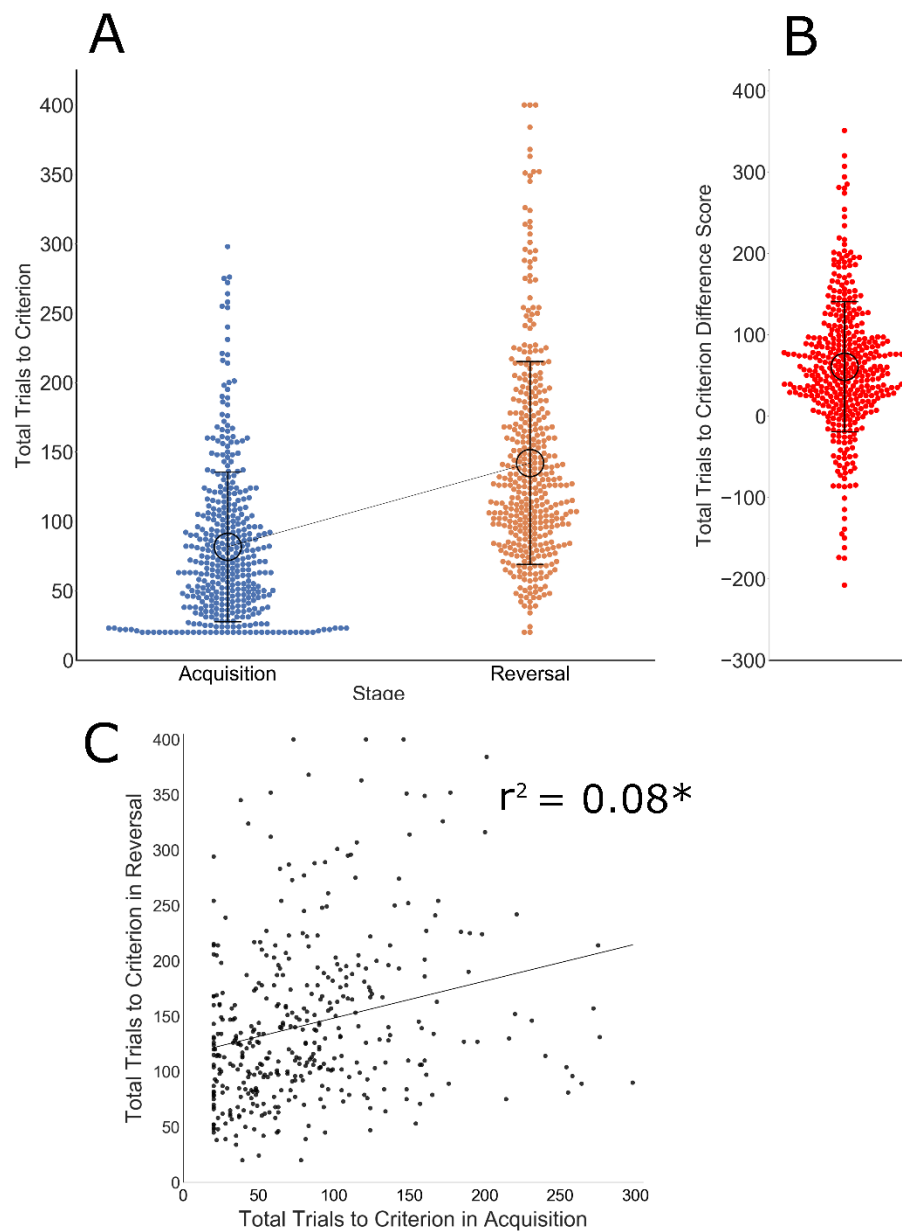 A
Total Trials to Criterion
400
350
300
250
200
150
100
50
0
Acquisition
Reversal
Stage
B
Total Trials to Criterion Difference Score
400
300
200
100
0
−100
−200
−300
C
Total Trials to Criterion in Reversal
400
350
300
250
200
150
100
50
0
r² = 0.08*
0 50 100 150 200 250 300
Total Trials to Criterion in Acquisition